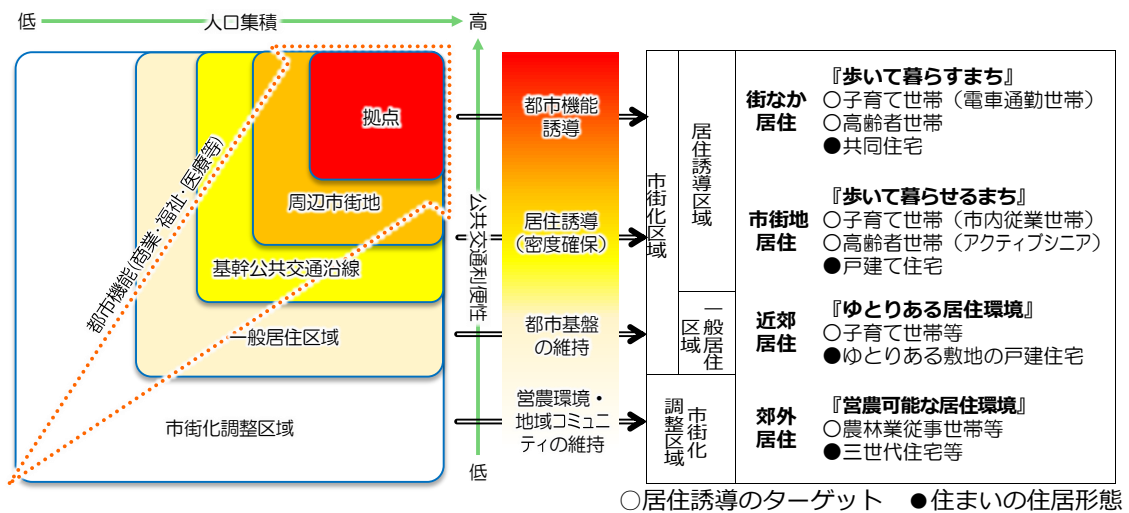 低
人口集積
高
拠点
周辺市街地
基幹公共交通沿線
一般居住区域
市街化調整区域
都市機能(商業・福祉・医療等)
公共交通利便性
低
都市機能
誘導
居住誘導
(密度確保)
都市基盤
の維持
営農環境・
地域コミュニ
ティの維持
市街化区域
居住誘導区域
一般居住
区域
市街化
調整区域
街なか
居住
『歩いて暮らすまち』
○子育て世帯（電車通勤世帯）
○高齢者世帯
●共同住宅
市街地
居住
『歩いて暮らせるまち』
○子育て世帯（市内従業世帯）
○高齢者世帯（アクティブシニア）
●戸建て住宅
近郊
居住
『ゆとりある居住環境』
○子育て世帯等
●ゆとりある敷地の戸建住宅
郊外
居住
『営農可能な居住環境』
○農林業従事世帯等
●三世代住宅等
○居住誘導のターゲット　●住まいの住居形態